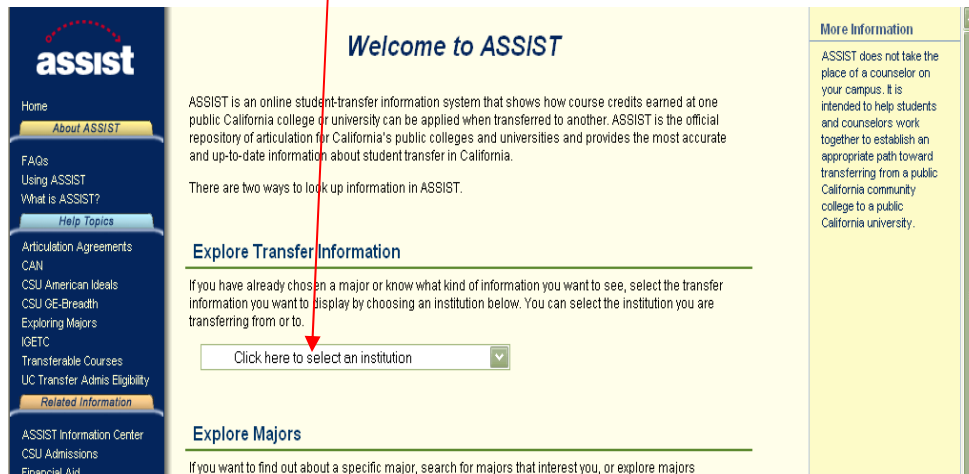 assist
Home
About ASSIST
FAQs
Using ASSIST
What is ASSIST?
Help Topics
Articulation Agreements
CAN
CSU American Ideals
CSU GE-Breadth
Exploring Majors
IGETC
Transferable Courses
UC Transfer Admis Eligibility
Related Information
ASSIST Information Center
CSU Admissions
Financial Aid
Welcome to ASSIST
ASSIST is an online student-transfer information system that shows how course credits earned at one
public California college or university can be applied when transferred to another. ASSIST is the official
repository of articulation for California's public colleges and universities and provides the most accurate
and up-to-date information about student transfer in California.
There are two ways to look up information in ASSIST.
Explore Transfer Information
If you have already chosen a major or know what kind of information you want to see, select the transfer
information you want to display by choosing an institution below. You can select the institution you are
transferring from or to.
Click here to select an institution
Explore Majors
If you want to find out about a specific major, search for majors that interest you, or explore majors
More Information
ASSIST does not take the
place of a counselor on
your campus. It is
intended to help students
and counselors work
together to establish an
appropriate path toward
transferring from a public
California community
college to a public
California university.